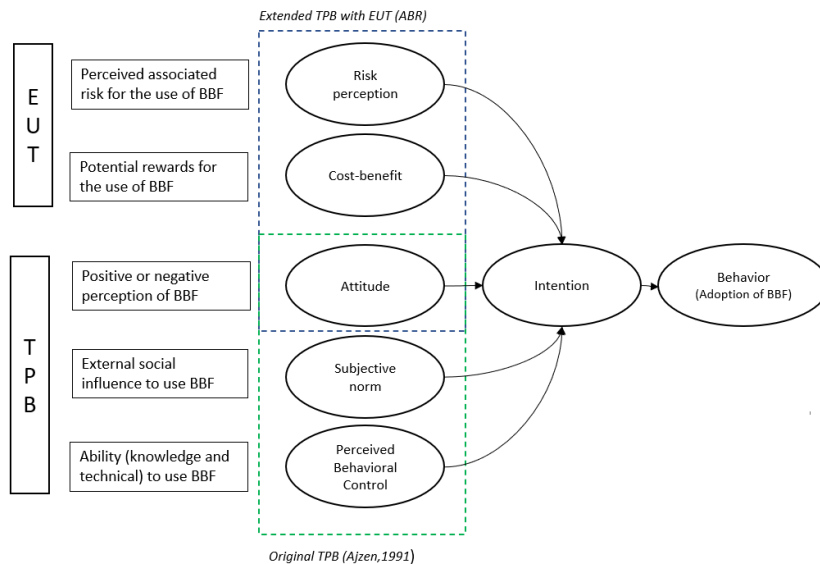 Extended TPB with EUT (ABR)
E
U
T
Perceived associated
risk for the use of BBF
Risk
perception
Potential rewards for
the use of BBF
Cost-benefit
T
P
B
Positive or negative
perception of BBF
Attitude
Intention
Behavior
(Adoption of BBF)
External social
influence to use BBF
Subjective
norm
Ability (knowledge and
technical) to use BBF
Perceived
Behavioral
Control
Original TPB (Ajzen,1991)